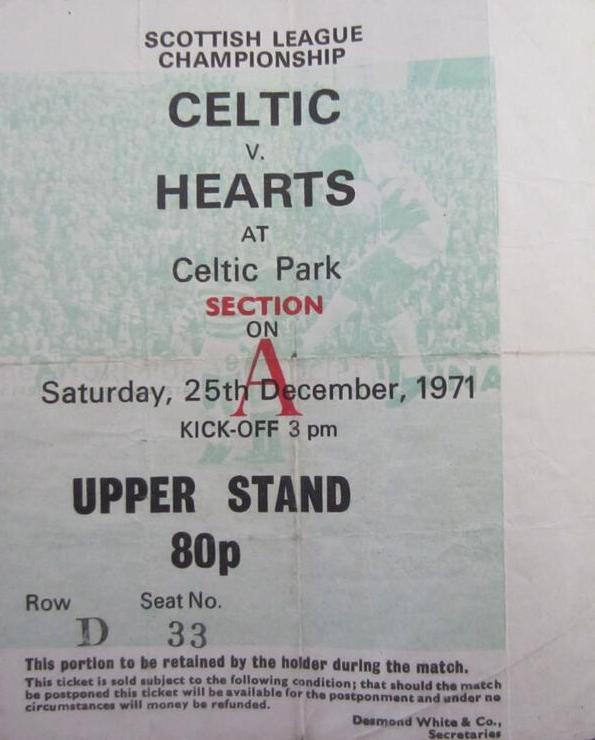 SCOTTISH LEAGUE
CHAMPIONSHIP
CELTIC
V.
HEARTS
AT
Celtic Park
SECTION
ON
A
Saturday, 25th December, 1971
KICK-OFF 3 pm
UPPER STAND
80p
Row Seat No.
D 33
This portion to be retained by the holder during the match.
This ticket is sold subject to the following condition; that should the match
be postponed this ticket will be available for the postponment and under no
circumstances will money be refunded.
Desmond White & Co.,
Secretaries